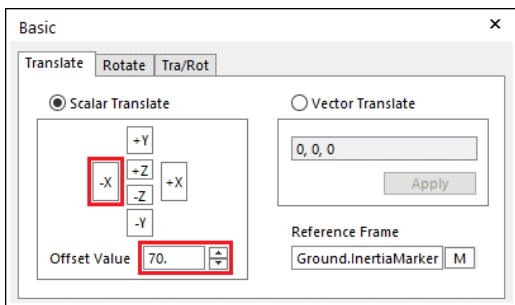 Basic ×
Translate Rotate Tra/Rot
Scalar Translate
+Y
-X +Z +X
-Z
-Y
Offset Value 70.
Vector Translate
0, 0, 0
Apply
Reference Frame
Ground.InertiaMarker M